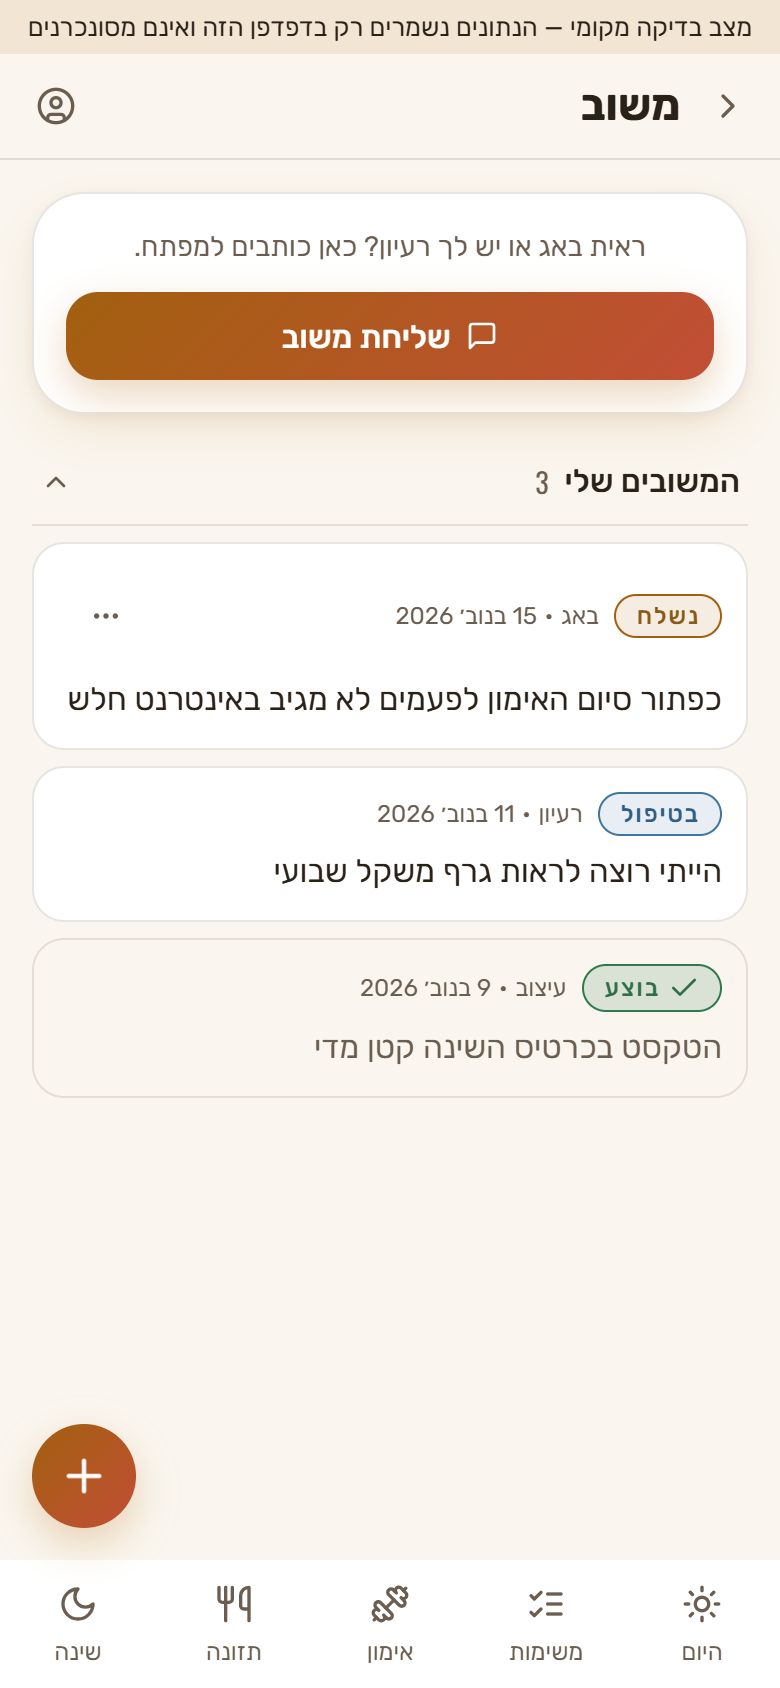 מצב בדיקה מקומי — הנתונים נשמרים רק בדפדפן הזה ואינם מסונכרנים
משוב
ראית באג או יש לך רעיון? כאן כותבים למפתח.
שליחת משוב
המשובים שלי 3
נשלח באג • 15 בנוב׳ 2026
כפתור סיום האימון לפעמים לא מגיב באינטרנט חלש
בטיפול רעיון • 11 בנוב׳ 2026
הייתי רוצה לראות גרף משקל שבועי
בוצע עיצוב • 9 בנוב׳ 2026
הטקסט בכרטיס השינה קטן מדי
היום משימות אימון תזונה שינה